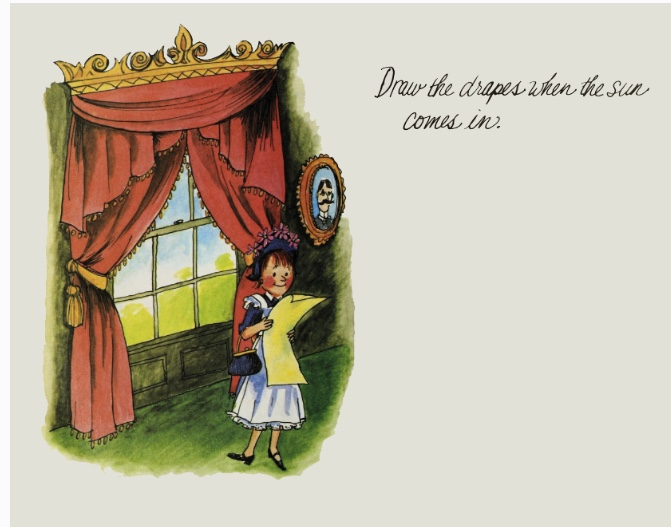 Draw the drapes when the sun
comes in.